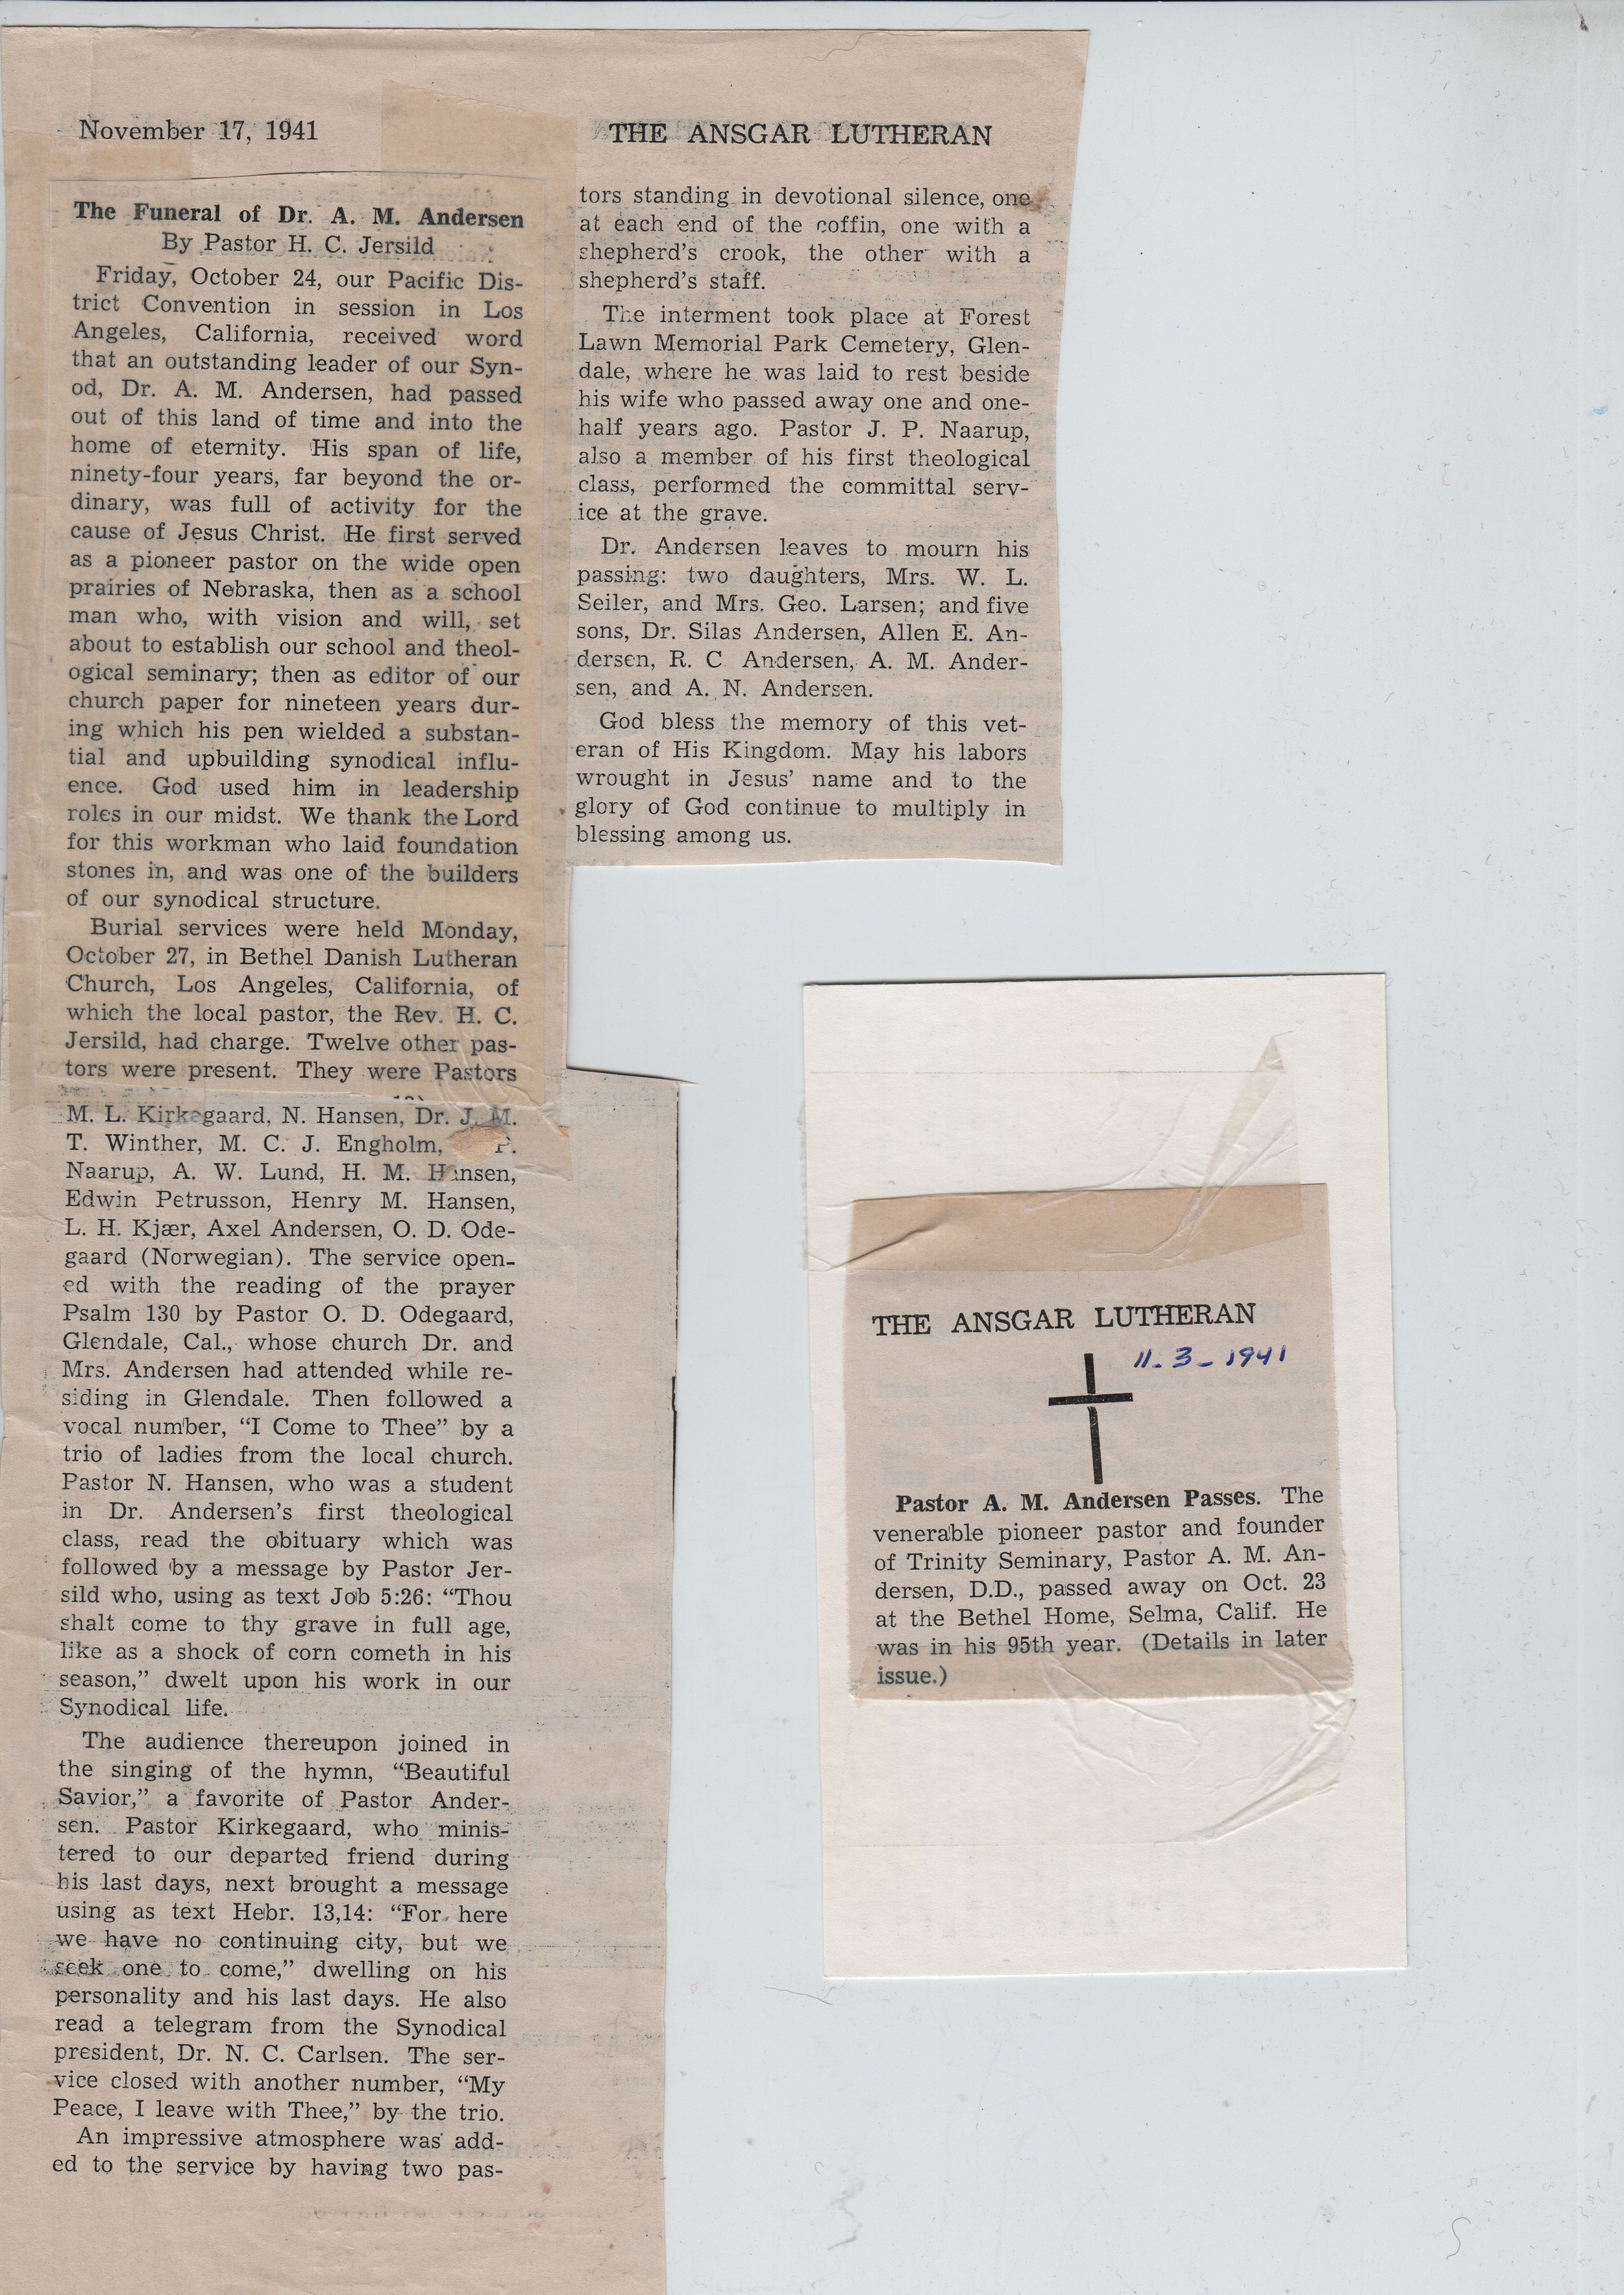 November 17, 1941
THE ANSGAR LUTHERAN
The Funeral of Dr. A. M. Andersen
By Pastor H. C. Jersild
Friday, October 24, our Pacific Dis-
trict Convention in session in Los
Angeles, California, received word
that an outstanding leader of our Syn-
od, Dr. A. M. Andersen, had passed
out of this land of time and into the
home of eternity. His span of life,
ninety-four years, far beyond the or-
dinary, was full of activity for the
cause of Jesus Christ. He first served
as a pioneer pastor on the wide open
prairies of Nebraska, then as a school
man who, with vision and will, set
about to establish our school and theol-
ogical seminary; then as editor of our
church paper for nineteen years dur-
ing which his pen wielded a substan-
tial and upbuilding synodical influ-
ence. God used him in leadership
roles in our midst. We thank the Lord
for this workman who laid foundation
stones in, and was one of the builders
of our synodical structure.
Burial services were held Monday,
October 27, in Bethel Danish Lutheran
Church, Los Angeles, California, of
which the local pastor, the Rev. H. C.
Jersild, had charge. Twelve other pas-
tors were present. They were Pastors
M. L. Kirkegaard, N. Hansen, Dr. J. M.
T. Winther, M. C. J. Engholm, P.
Naarup, A. W. Lund, H. M. Hansen,
Edwin Petrusson, Henry M. Hansen,
L. H. Kjær, Axel Andersen, O. D. Ode-
gaard (Norwegian). The service open-
ed with the reading of the prayer
Psalm 130 by Pastor O. D. Odegaard,
Glendale, Cal., whose church Dr. and
Mrs. Andersen had attended while re-
siding in Glendale. Then followed a
vocal number, “I Come to Thee” by a
trio of ladies from the local church.
Pastor N. Hansen, who was a student
in Dr. Andersen’s first theological
class, read the obituary which was
followed by a message by Pastor Jer-
sild who, using as text Job 5:26: “Thou
shalt come to thy grave in full age,
like as a shock of corn cometh in his
season,” dwelt upon his work in our
Synodical life.
The audience thereupon joined in
the singing of the hymn, “Beautiful
Savior,” a favorite of Pastor Ander-
sen. Pastor Kirkegaard, who minis-
tered to our departed friend during
his last days, next brought a message
using as text Hebr. 13,14: “For here
we have no continuing city, but we
seek one to come,” dwelling on his
personality and his last days. He also
read a telegram from the Synodical
president, Dr. N. C. Carlsen. The ser-
vice closed with another number, “My
Peace, I leave with Thee,” by the trio.
An impressive atmosphere was add-
ed to the service by having two pas-
tors standing in devotional silence, one
at each end of the coffin, one with a
shepherd’s crook, the other with a
shepherd’s staff.
The interment took place at Forest
Lawn Memorial Park Cemetery, Glen-
dale, where he was laid to rest beside
his wife who passed away one and one-
half years ago. Pastor J. P. Naarup,
also a member of his first theological
class, performed the committal serv-
ice at the grave.
Dr. Andersen leaves to mourn his
passing: two daughters, Mrs. W. L.
Seiler, and Mrs. Geo. Larsen; and five
sons, Dr. Silas Andersen, Allen E. An-
dersen, R. C. Andersen, A. M. Ander-
sen, and A. N. Andersen.
God bless the memory of this vet-
eran of His Kingdom. May his labors
wrought in Jesus’ name and to the
glory of God continue to multiply in
blessing among us.
THE ANSGAR LUTHERAN
11-3-1941
Pastor A. M. Andersen Passes. The
venerable pioneer pastor and founder
of Trinity Seminary, Pastor A. M. An-
dersen, D.D., passed away on Oct. 23
at the Bethel Home, Selma, Calif. He
was in his 95th year. (Details in later
issue.)